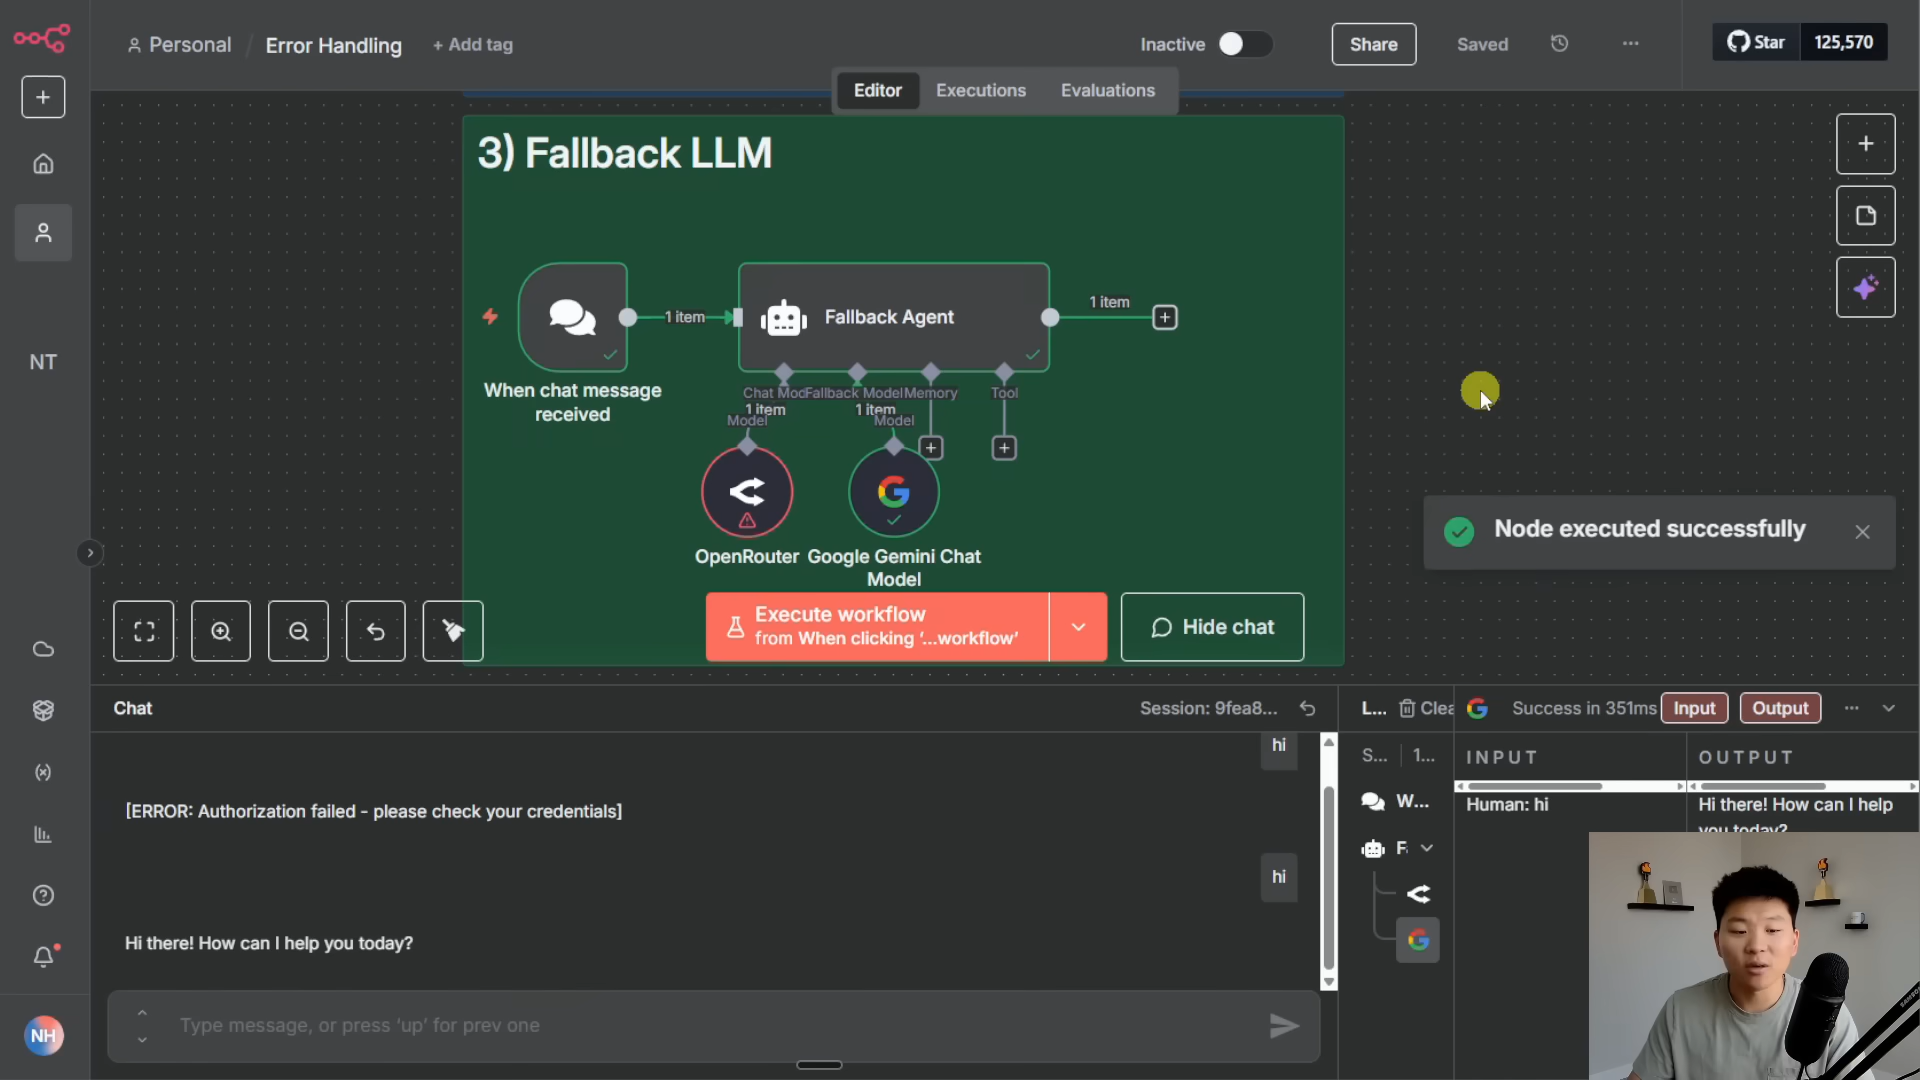 Personal / Error Handling + Add tag
Inactive
Share
Saved
Star 125,570
Editor Executions Evaluations
3) Fallback LLM
NT
1 item
Fallback Agent
1 item
When chat message
received
Chat Mod
Fallback Model
Memory
Tool
1 item
1 item
Model
Model
OpenRouter
Google Gemini Chat
Model
Node executed successfully
Execute workflow
from When clicking ‘...workflow’
Hide chat
Chat
Session: 9fea8...
L...
Clea
Success in 351ms
Input
Output
S... 1...
INPUT
OUTPUT
hi
W...
Human: hi
Hi there! How can I help
you today?
[ERROR: Authorization failed - please check your credentials]
F
hi
Hi there! How can I help you today?
Type message, or press ‘up’ for prev one
NH